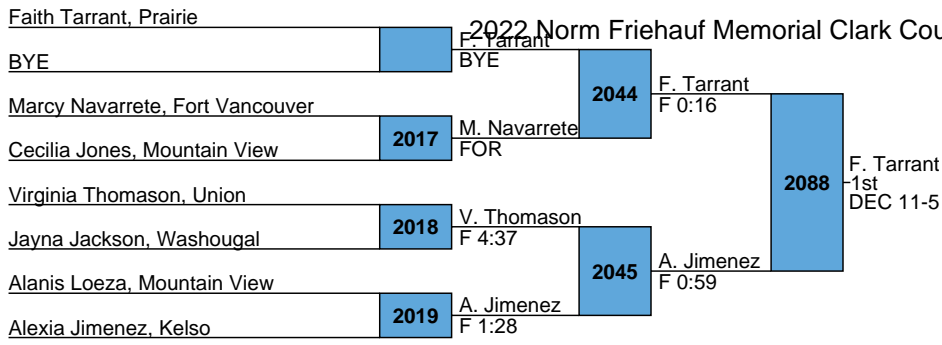 2022 Norm Friehauf Memorial Clark Cou
Faith Tarrant, Prairie
BYE
Marcy Navarrete, Fort Vancouver
Cecilia Jones, Mountain View
Virginia Thomason, Union
Jayna Jackson, Washougal
Alanis Loeza, Mountain View
Alexia Jimenez, Kelso
2017
2018
2019
F. Tarrant
BYE
M. Navarrete
FOR
V. Thomason
F 4:37
A. Jimenez
F 1:28
2044
2045
F. Tarrant
F 0:16
A. Jimenez
F 0:59
2088
F. Tarrant
1st
DEC 11-5